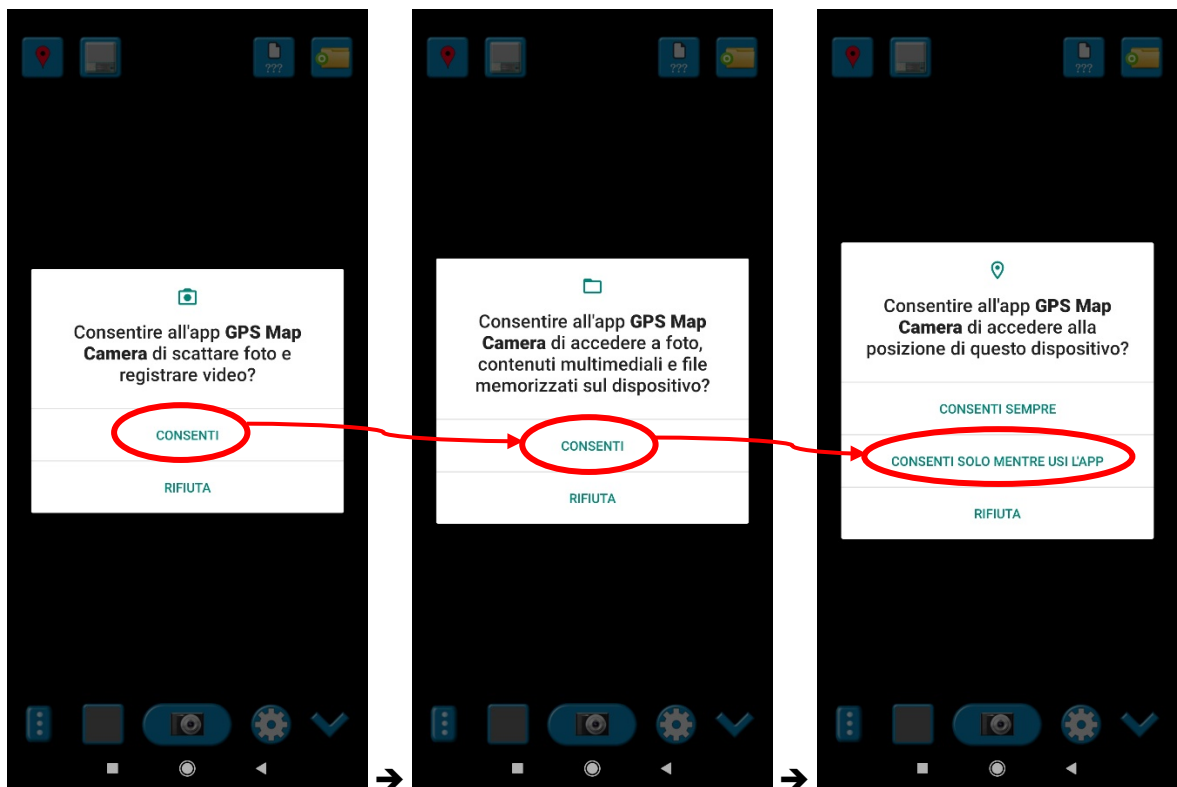 ???
Consentire all'app GPS Map
Camera di scattare foto e
registrare video?
CONSENTI
RIFIUTA
???
Consentire all'app GPS Map
Camera di accedere a foto,
contenuti multimediali e file
memorizzati sul dispositivo?
CONSENTI
RIFIUTA
???
Consentire all'app GPS Map
Camera di accedere alla
posizione di questo dispositivo?
CONSENTI SEMPRE
CONSENTI SOLO MENTRE USI L'APP
RIFIUTA